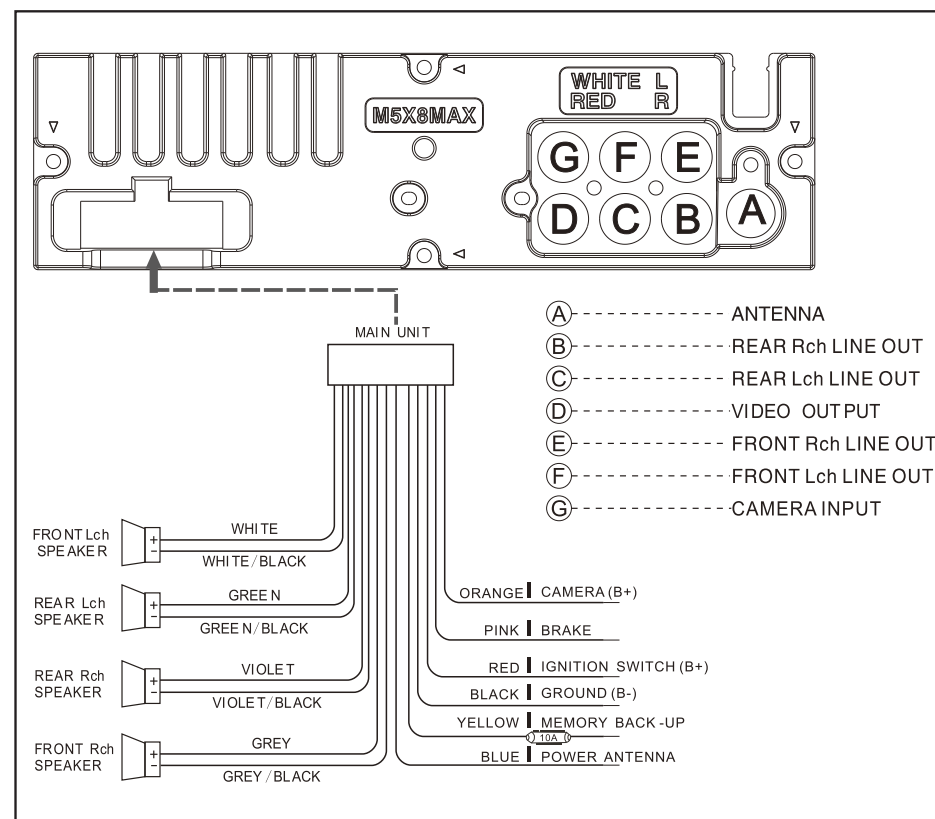 WHITE L
RED R
M5X8MAX
G F E
D C B A
MAIN UNIT
A ANTENNA
B REAR Rch LINE OUT
C REAR Lch LINE OUT
D VIDEO OUTPUT
E FRONT Rch LINE OUT
F FRONT Lch LINE OUT
G CAMERA INPUT
FRONT Lch
SPEAKER
+
-
WHITE
WHITE/BLACK
REAR Lch
SPEAKER
+
-
GREEN
GREEN/BLACK
REAR Rch
SPEAKER
+
-
VIOLET
VIOLET/BLACK
FRONT Rch
SPEAKER
+
-
GREY
GREY/BLACK
ORANGE CAMERA (B+)
PINK BRAKE
RED IGNITION SWITCH (B+)
BLACK GROUND (B-)
YELLOW MEMORY BACK-UP
10A
BLUE POWER ANTENNA